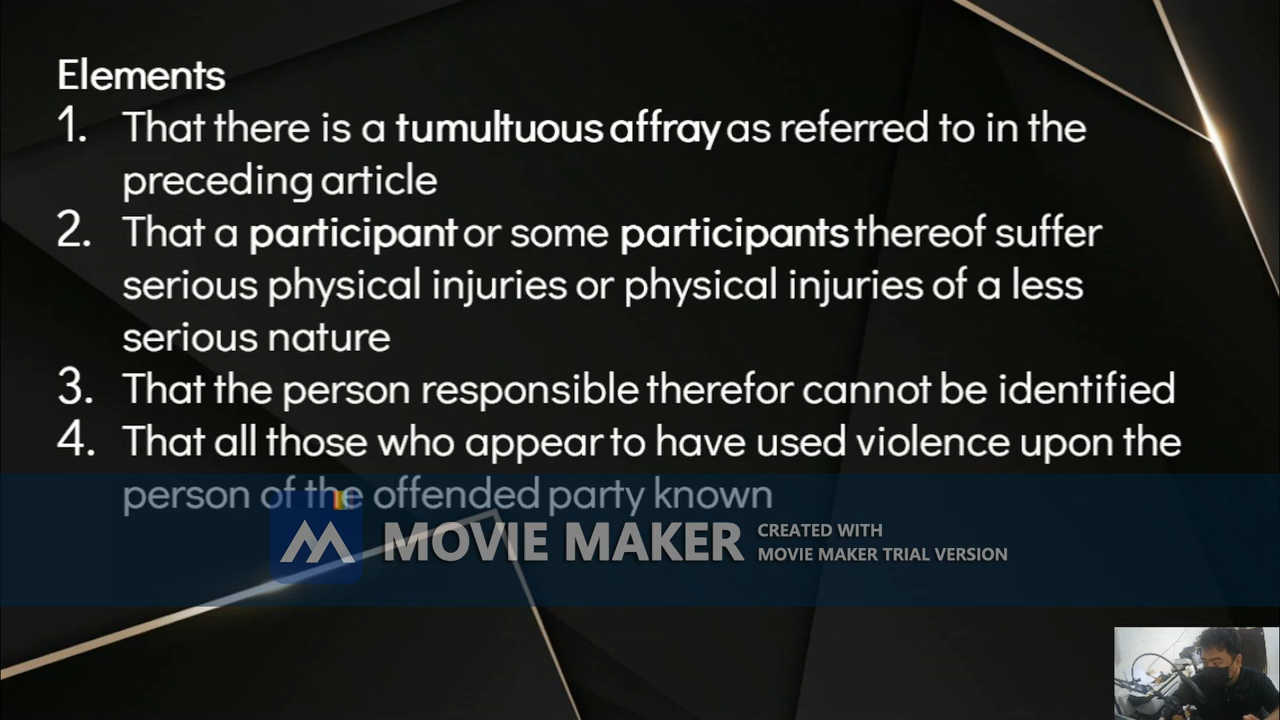 Elements
1. That there is a tumultuous affray as referred to in the
preceding article
2. That a participant or some participants thereof suffer
serious physical injuries or physical injuries of a less
serious nature
3. That the person responsible therefor cannot be identified
4. That all those who appear to have used violence upon the
person of the offended party known
MOVIE MAKER
CREATED WITH
MOVIE MAKER TRIAL VERSION